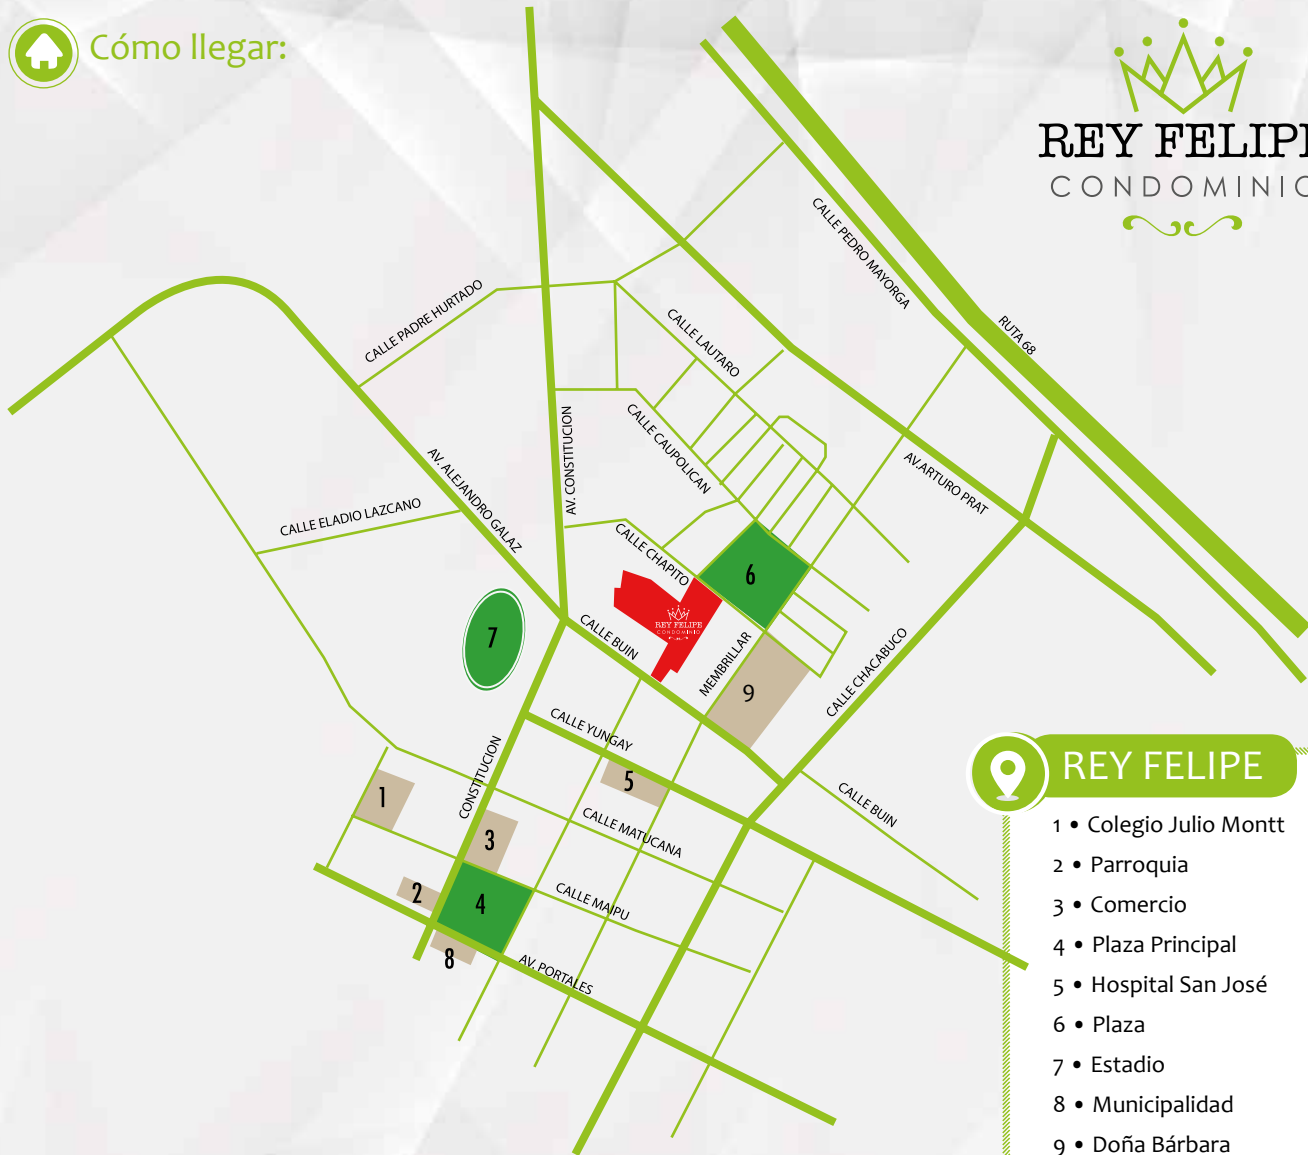 Cómo llegar:
REY FELIPE
CONDOMINIO
CALLE PEDRO MAYORGA
RUTA 68
CALLE PADRE HURTADO
CALLE LAUTARO
AV. CONSTITUCION
CALLE CAUPOLICAN
AV. ALEJANDRO GALAZ
AV.ARTURO PRAT
CALLE ELADIO LAZCANO
CALLE CHAPITO
6
REY FELIPE
CONDOMINIO
7
CALLE BUIN
MEMBRILLAR
9
CALLE CHACABUCO
CALLE YUNGAY
CONSTITUCION
5
1
3
CALLE MATUCANA
CALLE BUIN
2
4
CALLE MAIPU
8
AV. PORTALES
REY FELIPE
1 • Colegio Julio Montt
2 • Parroquia
3 • Comercio
4 • Plaza Principal
5 • Hospital San José
6 • Plaza
7 • Estadio
8 • Municipalidad
9 • Doña Bárbara